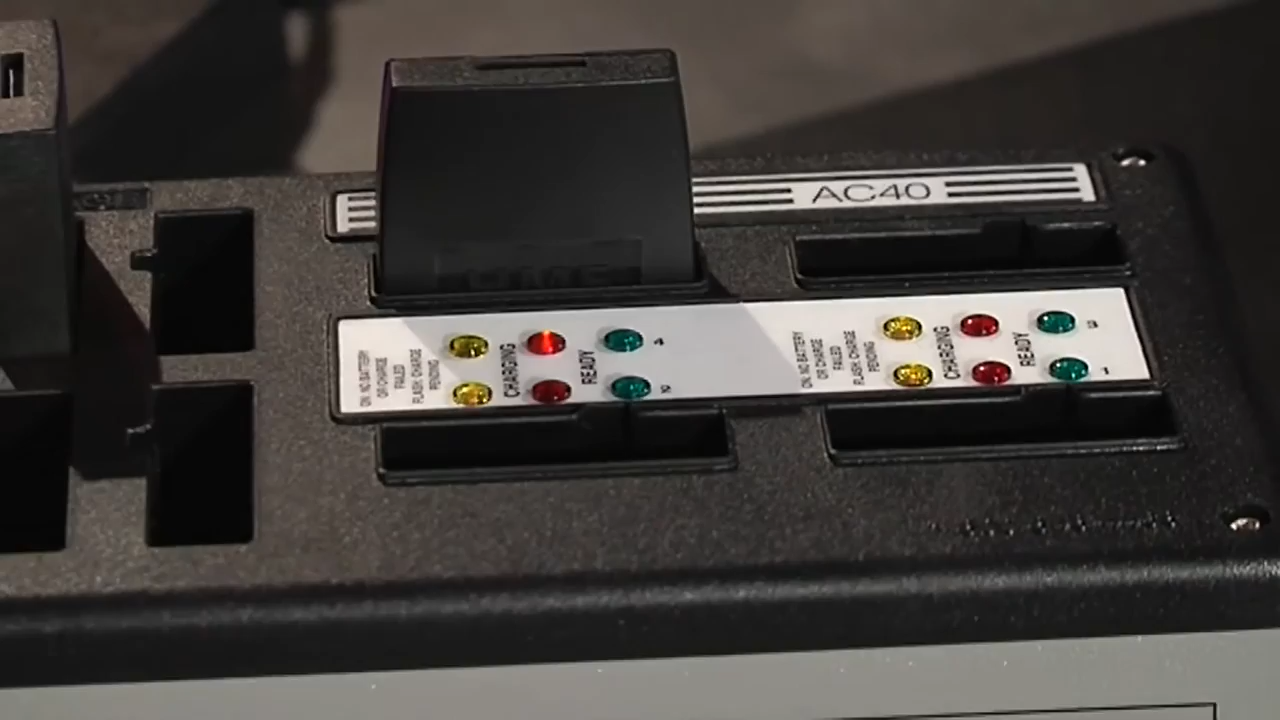 AC40
ON: NO BATTERY
OR CHARGE
FAILED
FLASH: CHARGE
PENDING
CHARGING
READY
4
2
ON: NO BATTERY
OR CHARGE
FAILED
FLASH: CHARGE
PENDING
CHARGING
READY
3
1